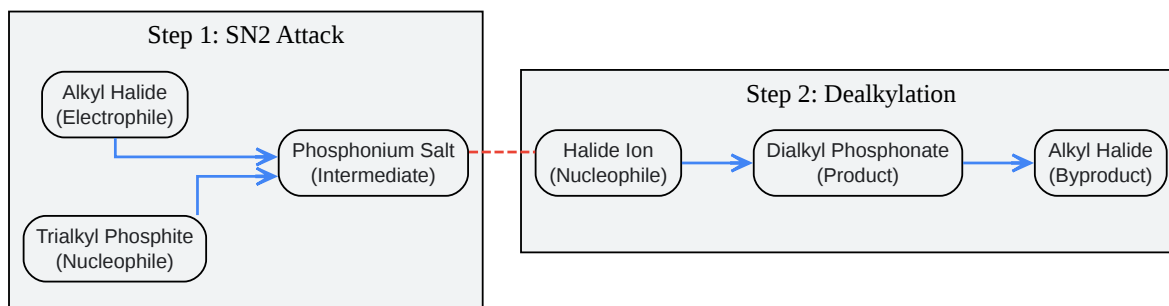 Step 1: SN2 Attack
Alkyl Halide
(Electrophile)
Phosphonium Salt
(Intermediate)
Trialkyl Phosphite
(Nucleophile)
Step 2: Dealkylation
Halide Ion
(Nucleophile)
Dialkyl Phosphonate
(Product)
Alkyl Halide
(Byproduct)